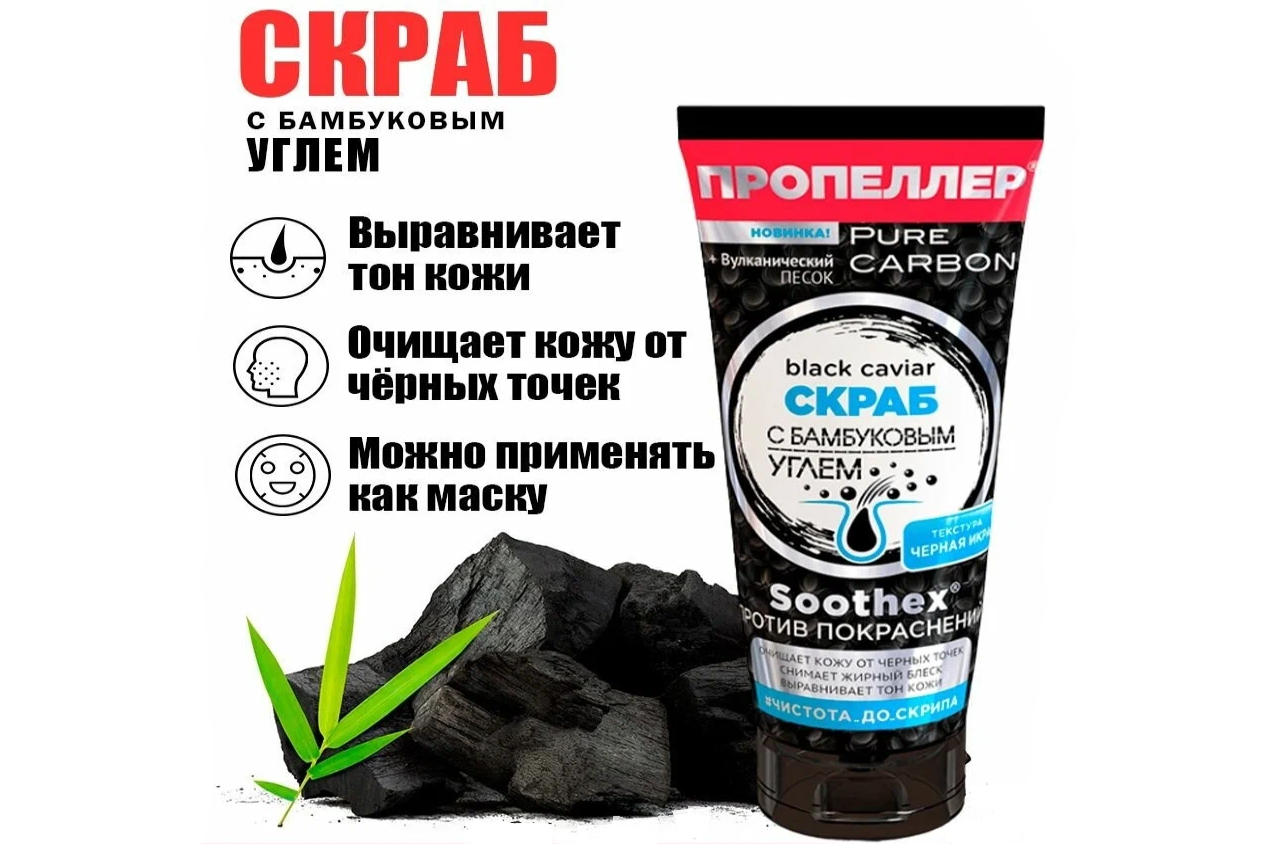 СКРАБ
С БАМБУКОВЫМ
УГЛЕМ
Выравнивает
тон кожи
Очищает кожу от
чёрных точек
Можно применять
как маску
ПРОПЕЛЛЕР®
НОВИНКА!
PURE
CARBON
+ Вулканический
ПЕСОК
black caviar
СКРАБ
С БАМБУКОВЫМ
УГЛЕМ
ТЕКСТУРА
ЧЕРНАЯ ИКРА
Soothex®
ПРОТИВ ПОКРАСНЕНИЙ
ОЧИЩАЕТ КОЖУ ОТ ЧЕРНЫХ ТОЧЕК
СНИМАЕТ ЖИРНЫЙ БЛЕСК
ВЫРАВНИВАЕТ ТОН КОЖИ
#ЧИСТОТА_ДО_СКРИПА